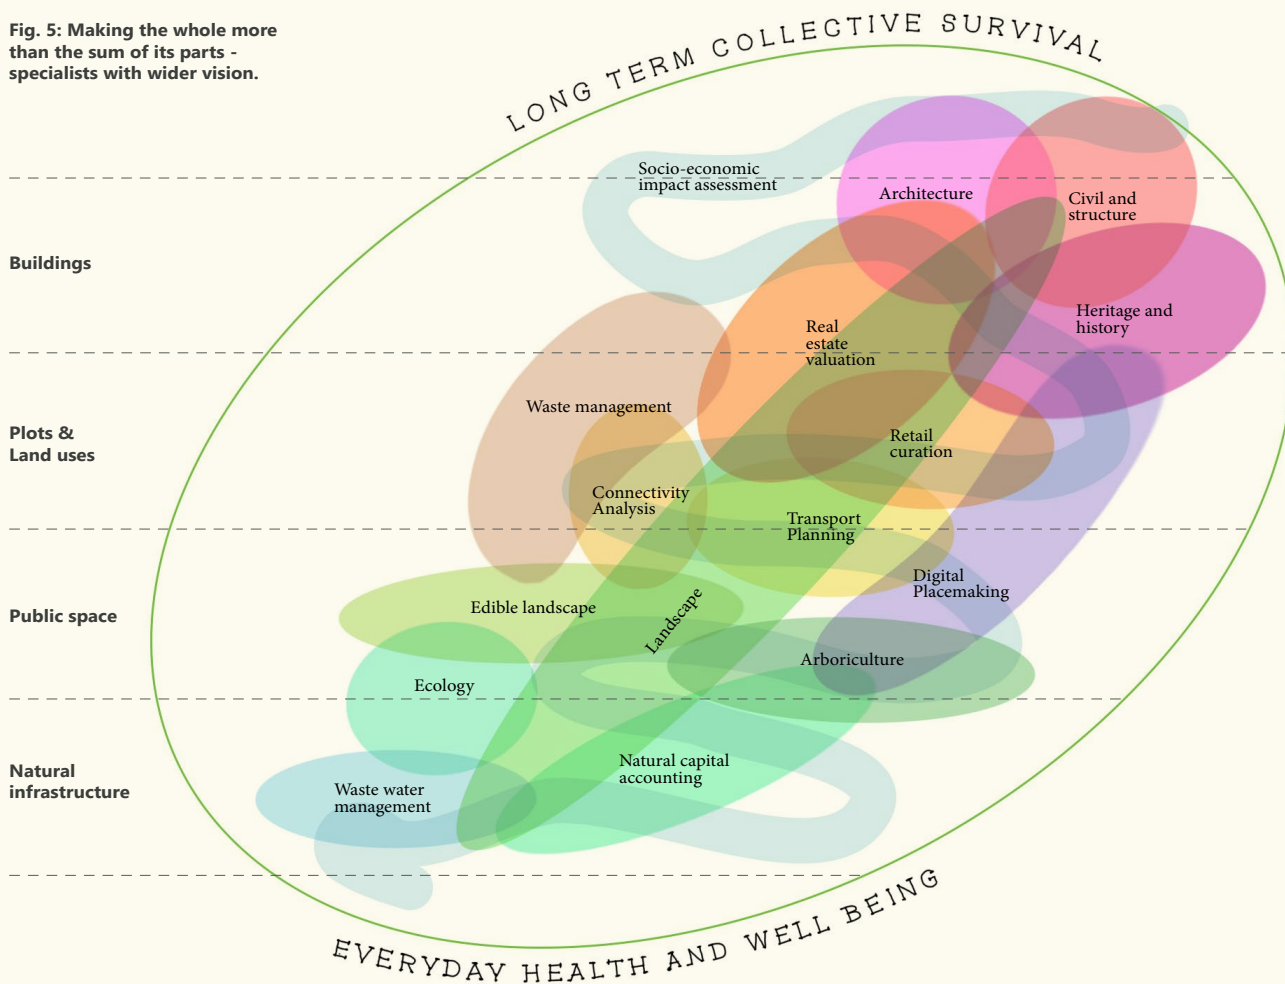 Fig. 5: Making the whole more
than the sum of its parts -
specialists with wider vision.
LONG TERM COLLECTIVE SURVIVAL
Socio-economic
impact assessment
Architecture
Civil and
structure
Buildings
Heritage and
history
Real
estate
valuation
Waste management
Plots &
Land uses
Retail
curation
Connectivity
Analysis
Transport
Planning
Digital
Placemaking
Edible landscape
Public space
Landscape
Arboriculture
Ecology
Natural capital
accounting
Natural
infrastructure
Waste water
management
EVERYDAY HEALTH AND WELL BEING